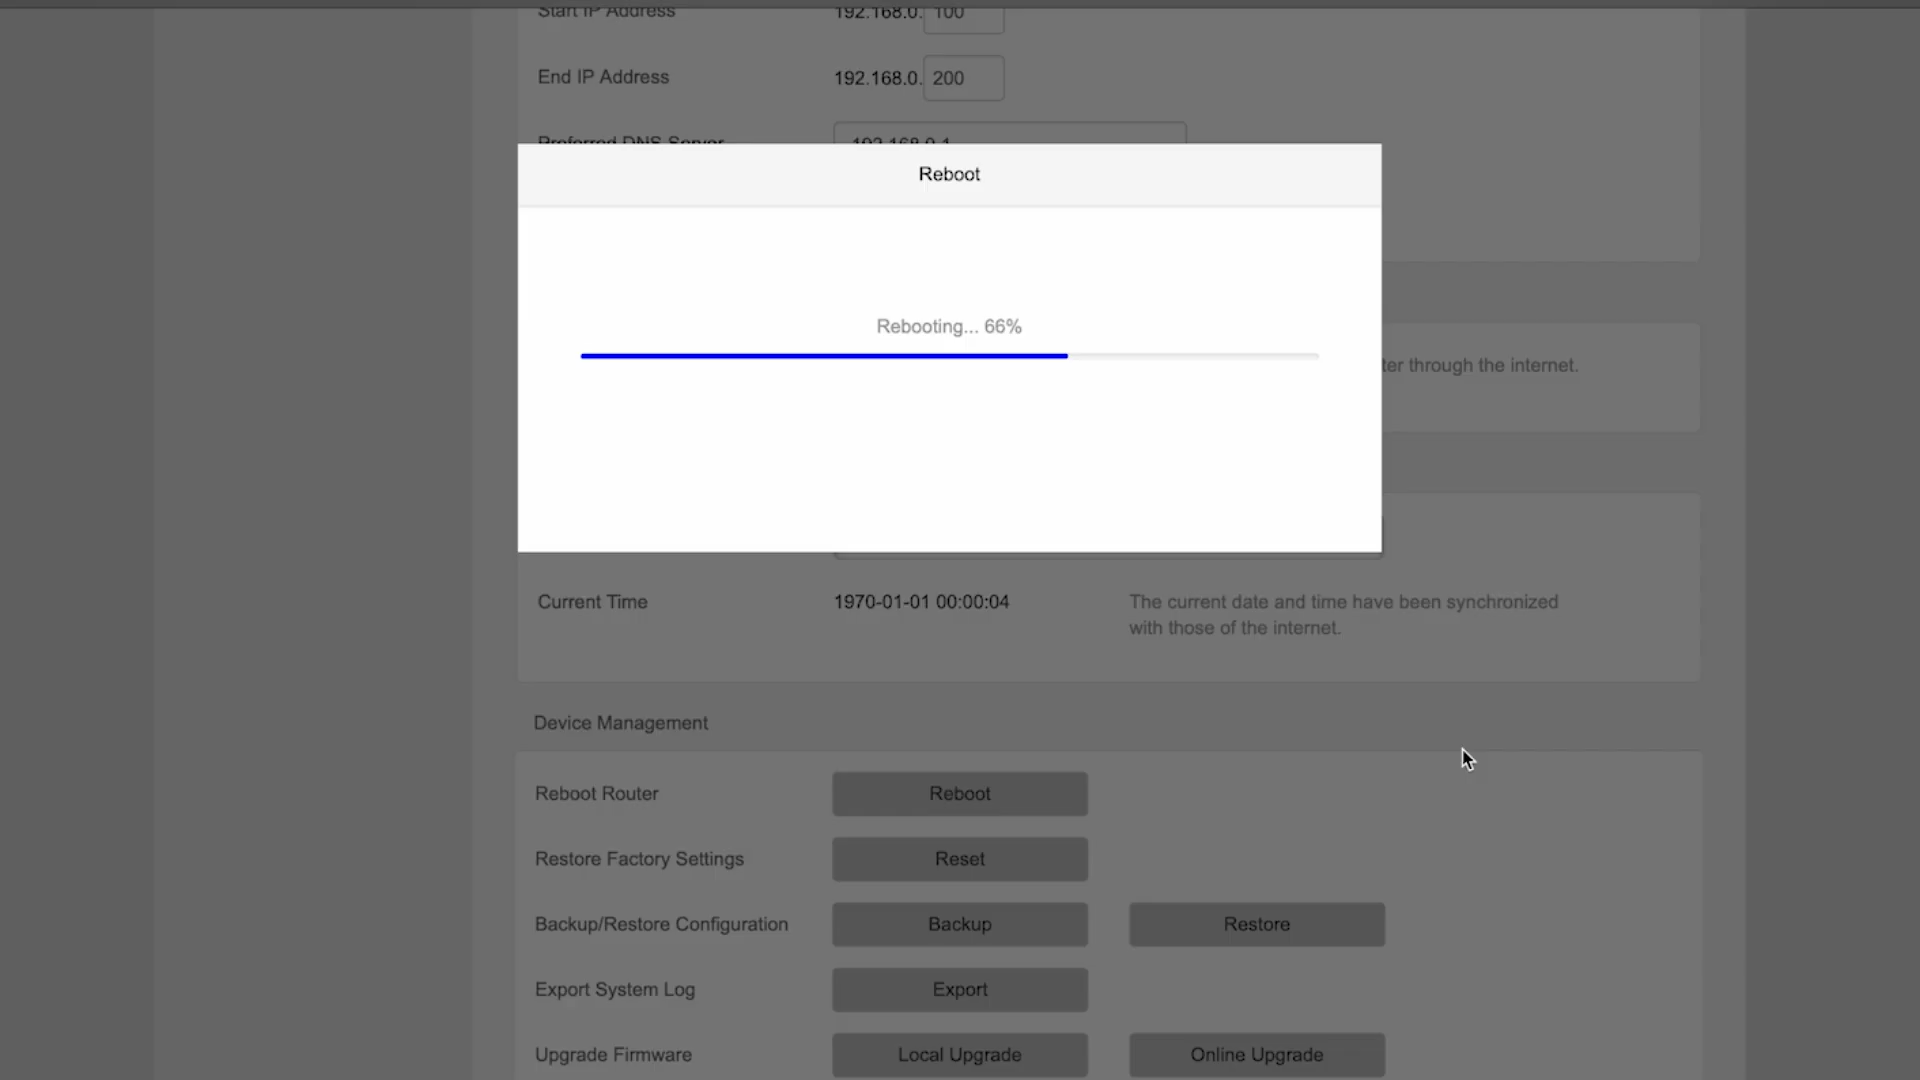 Start IP Address 192.168.0. 100
End IP Address 192.168.0. 200
Preferred DNS Server 192.168.0.1
Reboot
Rebooting... 66%
ter through the internet.
Current Time 1970-01-01 00:00:04 The current date and time have been synchronized
with those of the internet.
Device Management
Reboot Router Reboot
Restore Factory Settings Reset
Backup/Restore Configuration Backup Restore
Export System Log Export
Upgrade Firmware Local Upgrade Online Upgrade